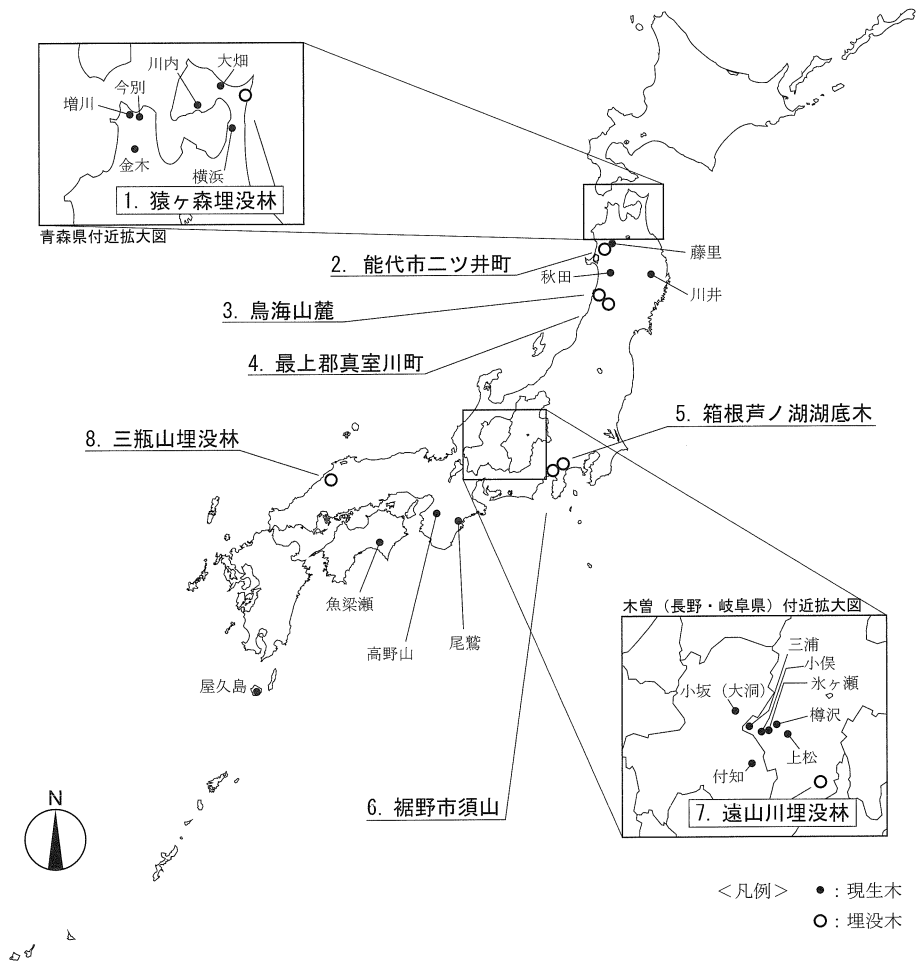 川内
大畑
今別
増川
金木
横浜
1. 猿ヶ森埋没林
青森県付近拡大図
2. 能代市二ツ井町
藤里
秋田
川井
3. 鳥海山麓
4. 最上郡真室川町
5. 箱根芦ノ湖湖底木
8. 三瓶山埋没林
魚梁瀬
高野山
尾鷲
屋久島
木曽（長野・岐阜県）付近拡大図
三浦
小俣
小坂（大洞）
氷ヶ瀬
樽沢
上松
付知
7. 遠山川埋没林
6. 裾野市須山
N
＜凡例＞ ●：現生木
○：埋没木